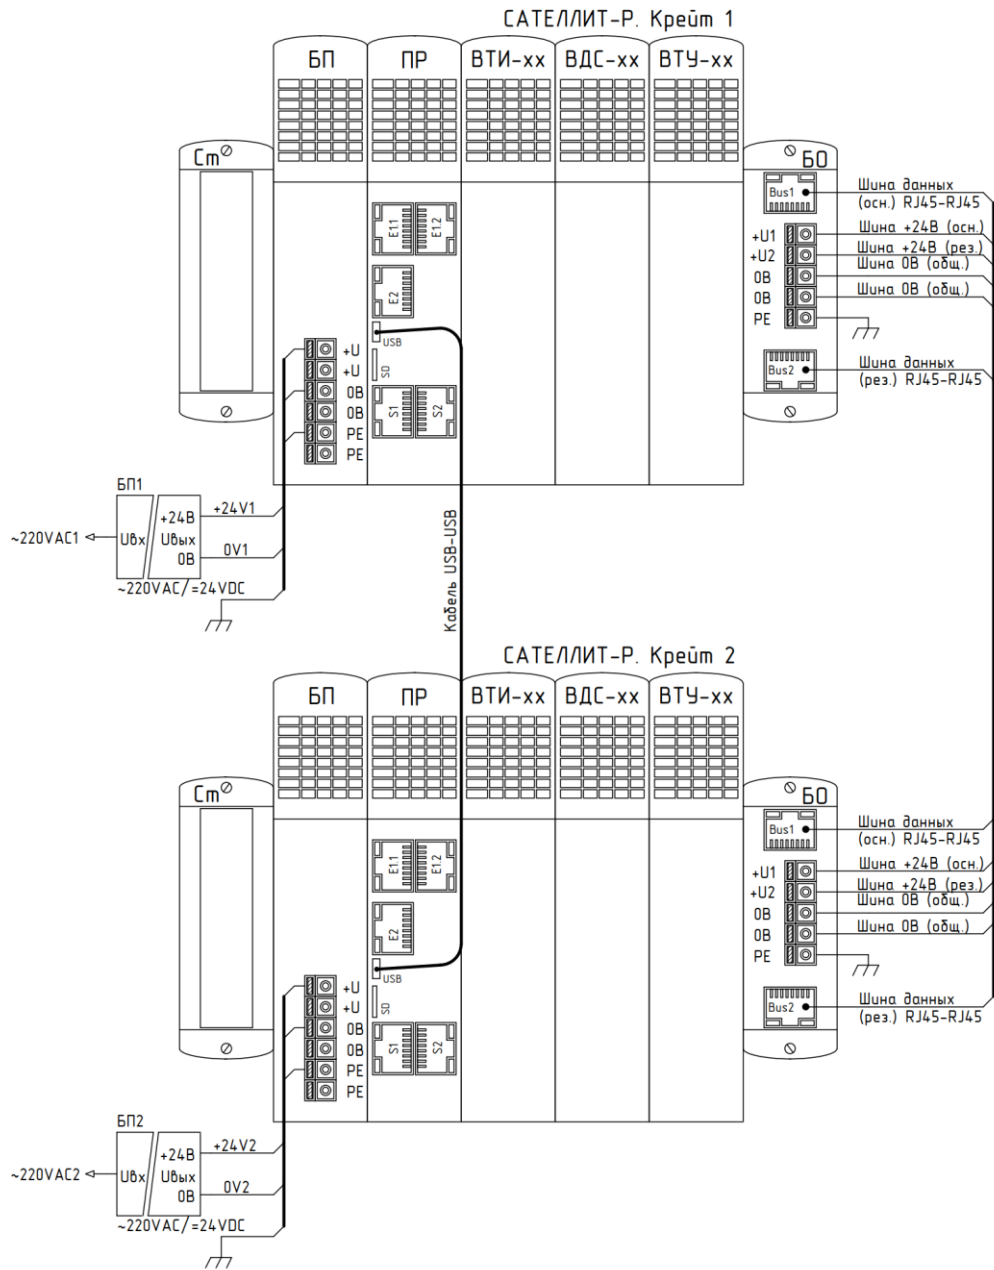 САТЕЛЛИТ-Р. Крейт 1
БП
ПР
ВТИ-хх
ВДС-хх
ВТУ-хх
Ст
БО
Bus1
Шина данных
(осн.) RJ45-RJ45
E1.1
E1.2
+U1
Шина +24В (осн.)
+U2
Шина +24В (рез.)
Шина 0В (общ.)
0В
E2
0В
Шина 0В (общ.)
PE
USB
+U
+U
SD
Bus2
Шина данных
(рез.) RJ45-RJ45
0В
0В
S1
S2
PE
PE
БП1
+24В
+24V1
~220VAC1
Uвх
Uвых
0В
0V1
~220VAC/=24VDC
Кабель USB-USB
САТЕЛЛИТ-Р. Крейт 2
БП
ПР
ВТИ-хх
ВДС-хх
ВТУ-хх
Ст
БО
Bus1
Шина данных
(осн.) RJ45-RJ45
E1.1
E1.2
+U1
Шина +24В (осн.)
+U2
Шина +24В (рез.)
Шина 0В (общ.)
0В
E2
0В
Шина 0В (общ.)
PE
USB
+U
+U
SD
Bus2
Шина данных
(рез.) RJ45-RJ45
0В
0В
S1
S2
PE
PE
БП2
+24В
+24V2
~220VAC2
Uвх
Uвых
0В
0V2
~220VAC/=24VDC